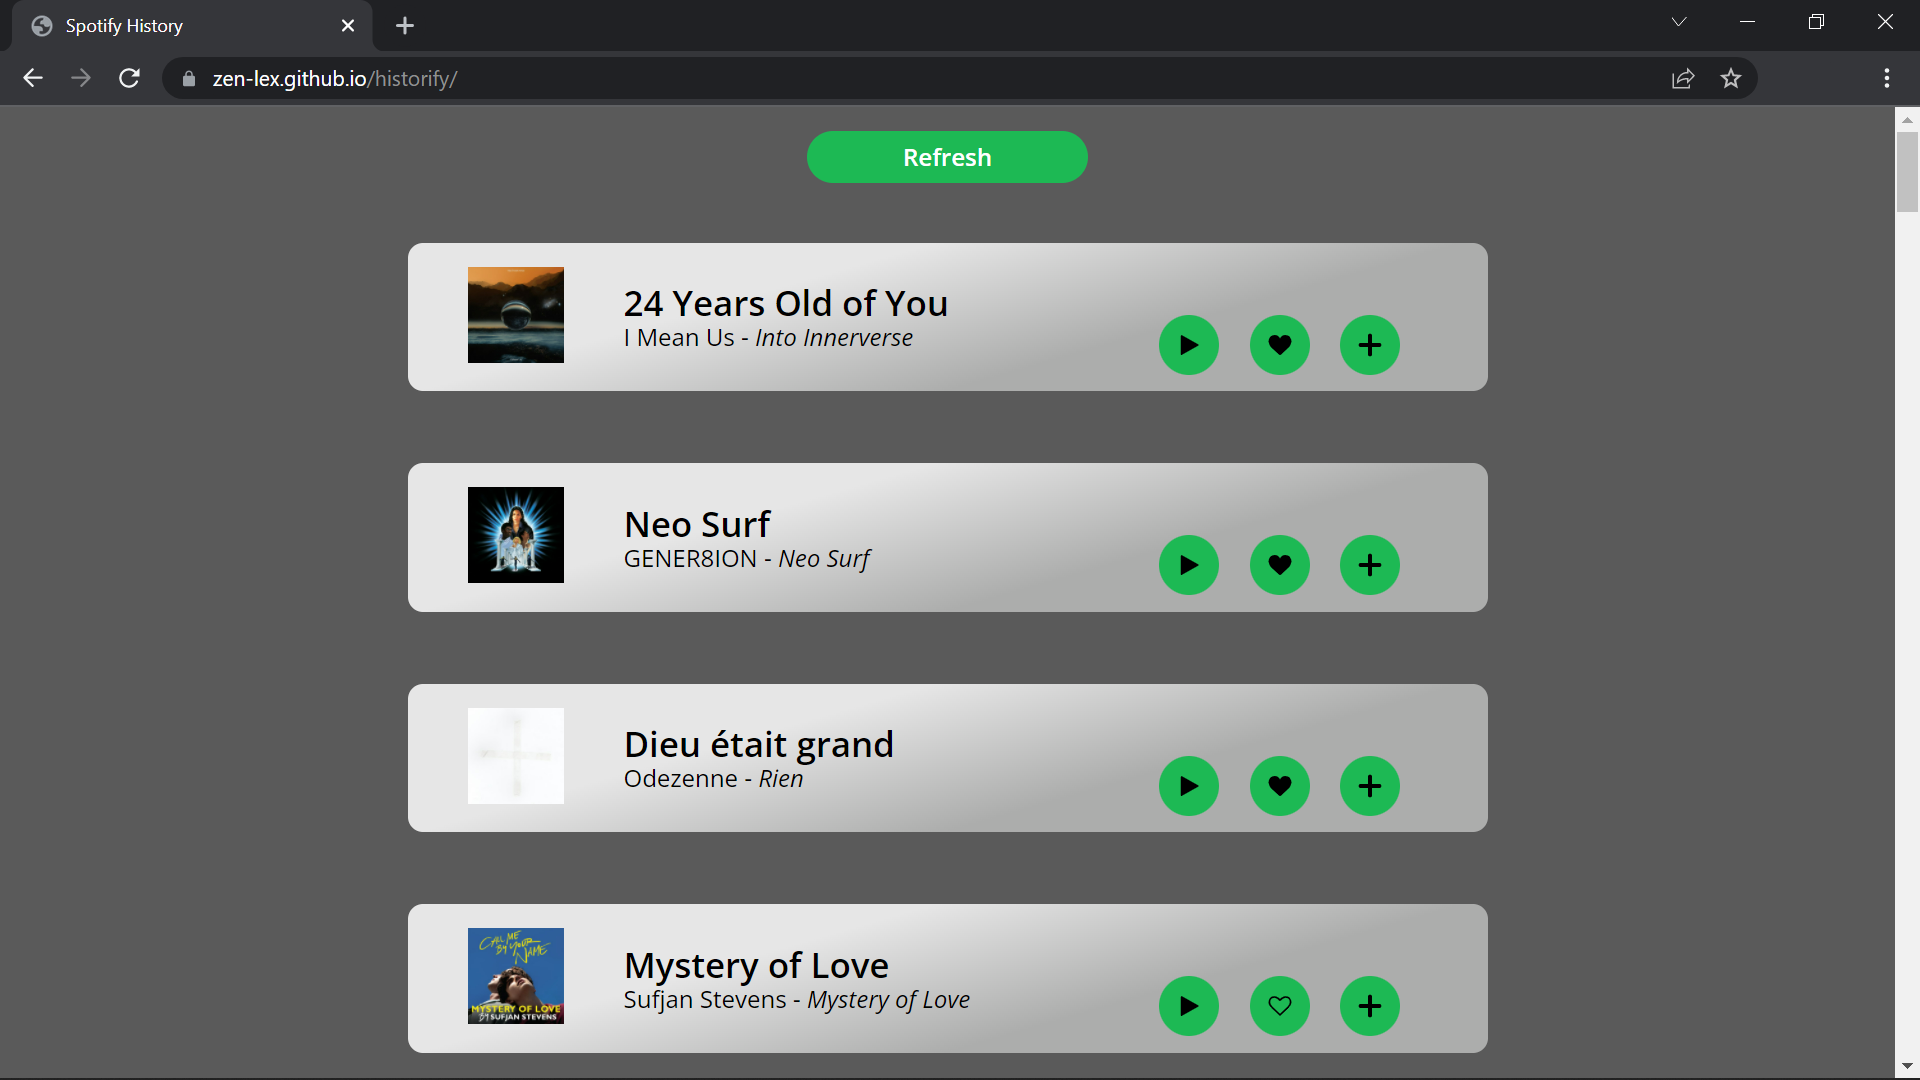 Spotify History
zen-lex.github.io/historify/
Refresh
24 Years Old of You
I Mean Us - Into Innerverse
Neo Surf
GENER8ION - Neo Surf
Dieu était grand
Odezenne - Rien
CALL ME
BY YOUR
NAME
MYSTERY OF LOVE
BY SUFJAN STEVENS
Mystery of Love
Sufjan Stevens - Mystery of Love